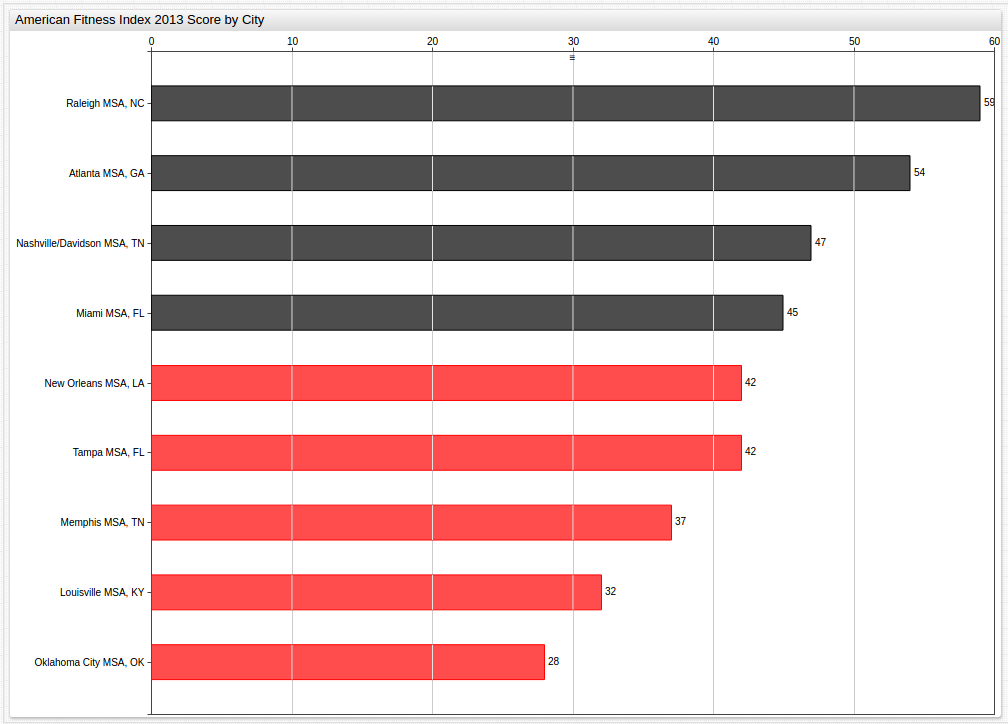 American Fitness Index 2013 Score by City
0 10 20 30 40 50 60
Raleigh MSA, NC 59
Atlanta MSA, GA 54
Nashville/Davidson MSA, TN 47
Miami MSA, FL 45
New Orleans MSA, LA 42
Tampa MSA, FL 42
Memphis MSA, TN 37
Louisville MSA, KY 32
Oklahoma City MSA, OK 28